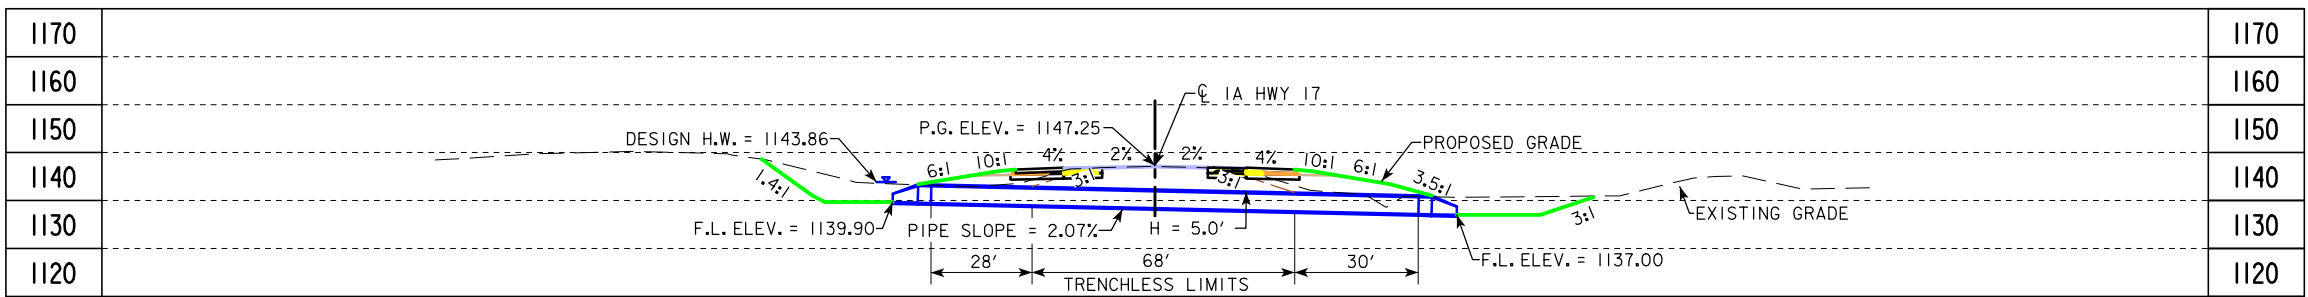 1170 1170
℄ IA HWY 17
1160 1160
P.G. ELEV. = 1147.25
DESIGN H.W. = 1143.86
PROPOSED GRADE
1150 1150
6:1 10:1 4% 2% 2% 4% 10:1 6:1 3.5:1
1.4:1 3:1 3:1 3:1
1140 1140
EXISTING GRADE
F.L. ELEV. = 1139.90 PIPE SLOPE = 2.07% H = 5.0'
1130 1130
F.L. ELEV. = 1137.00
28' 68' 30'
1120 1120
TRENCHLESS LIMITS